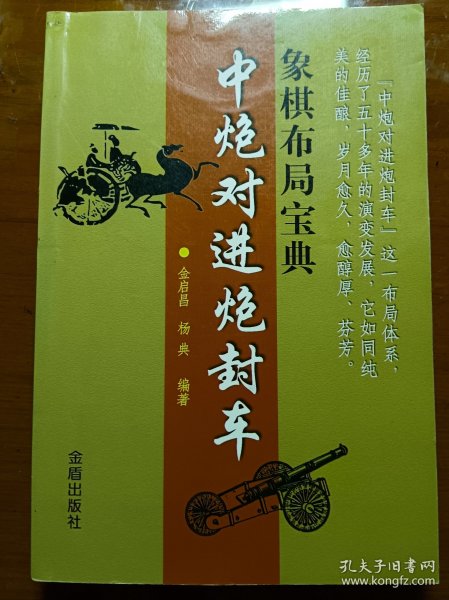 「中炮对进炮封车」这一布局体系，
经历了五十多年的演变发展，它如同纯
美的佳酿，岁月愈久，愈醇厚、芬芳。
象棋布局宝典
中炮对进炮封车
●金启昌 杨典 编著
金盾出版社
孔夫子旧书网
www.kongfz.com